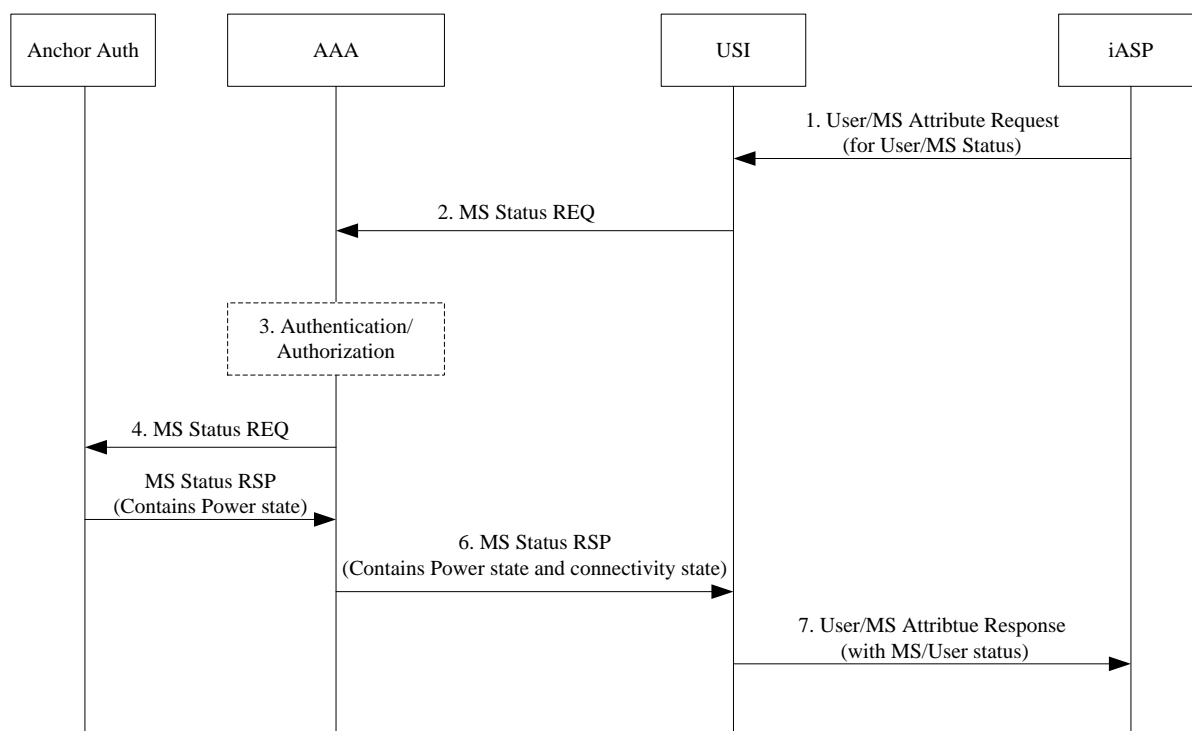 Anchor Auth
AAA
USI
iASP
1. User/MS Attribute Request
(for User/MS Status)
2. MS Status REQ
3. Authentication/
Authorization
4. MS Status REQ
MS Status RSP
(Contains Power state)
6. MS Status RSP
(Contains Power state and connectivity state)
7. User/MS Attribtue Response
(with MS/User status)